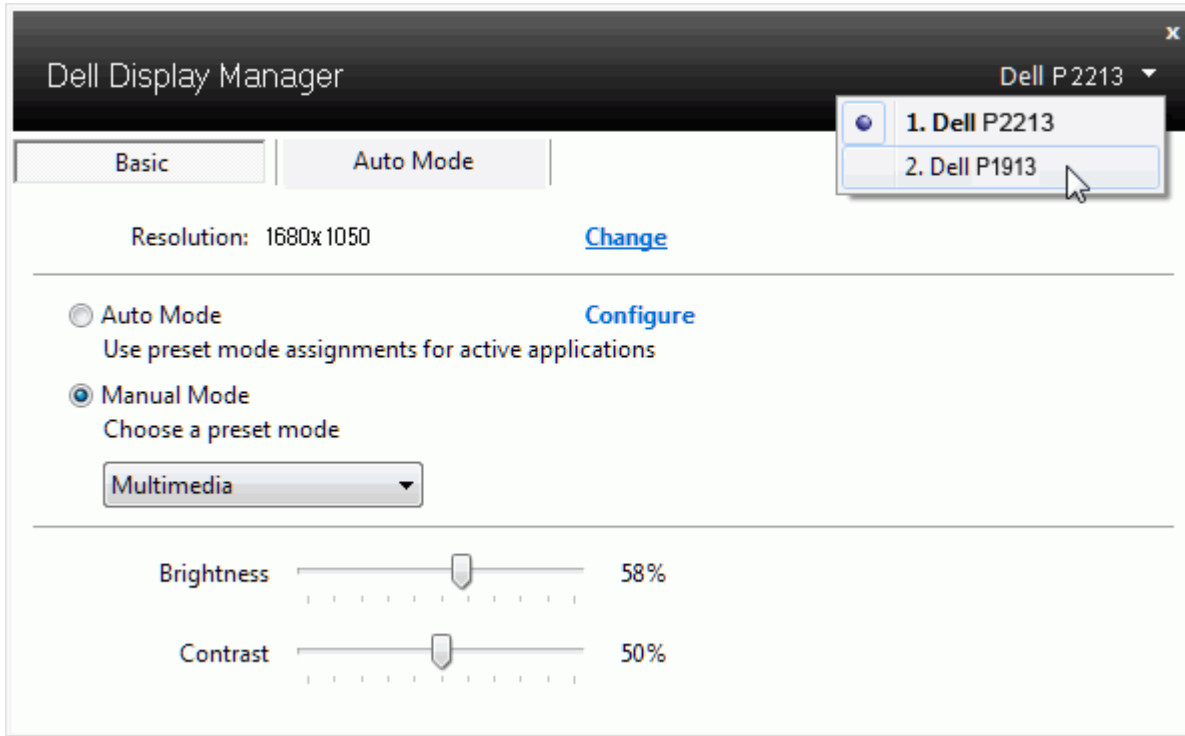 x
Dell Display Manager
Dell P2213
1. Dell P2213
2. Dell P1913
Basic
Auto Mode
Resolution: 1680x1050 Change
Auto Mode Configure
Use preset mode assignments for active applications
Manual Mode
Choose a preset mode
Multimedia
Brightness 58%
Contrast 50%